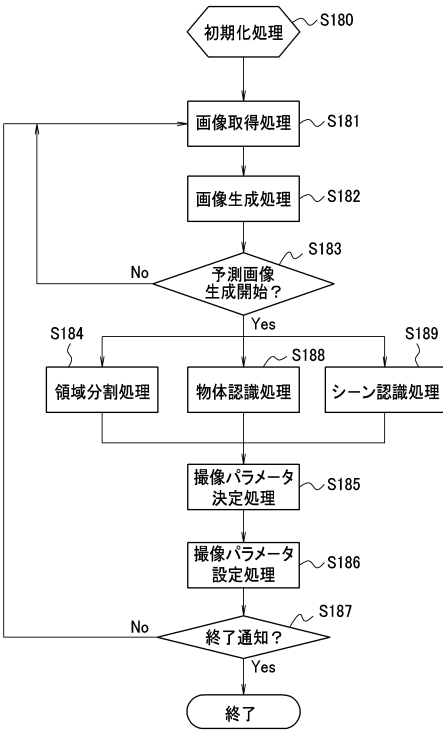 初期化処理
S180
画像取得処理
S181
画像生成処理
S182
予測画像
生成開始？
S183
No
Yes
S184
領域分割処理
S188
物体認識処理
S189
シーン認識処理
撮像パラメータ
決定処理
S185
撮像パラメータ
設定処理
S186
終了通知？
S187
No
Yes
終了